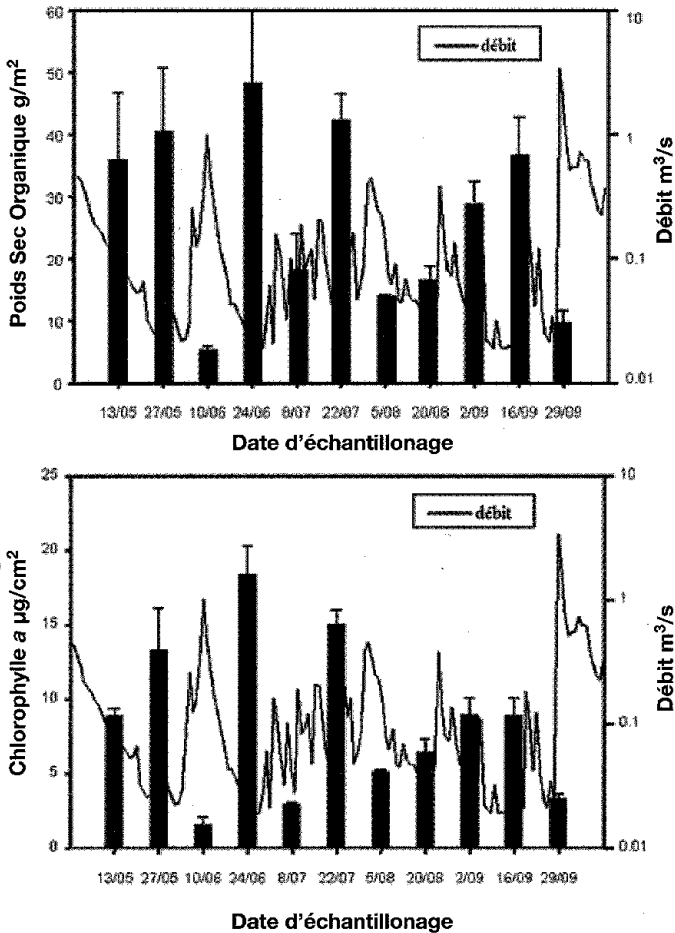 Poids Sec Organique g/m²
60
50
40
30
20
10
0
débit
10
1
0.1
0.01
Débit m³/s
13/05 27/05 10/06 24/06 8/07 22/07 5/08 20/08 2/09 16/09 29/09
Date d'échantillonage
Chlorophylle a µg/cm²
25
20
15
10
5
0
débit
10
1
0.1
0.01
Débit m³/s
13/05 27/05 10/06 24/06 8/07 22/07 5/08 20/08 2/09 16/09 29/09
Date d'échantillonage